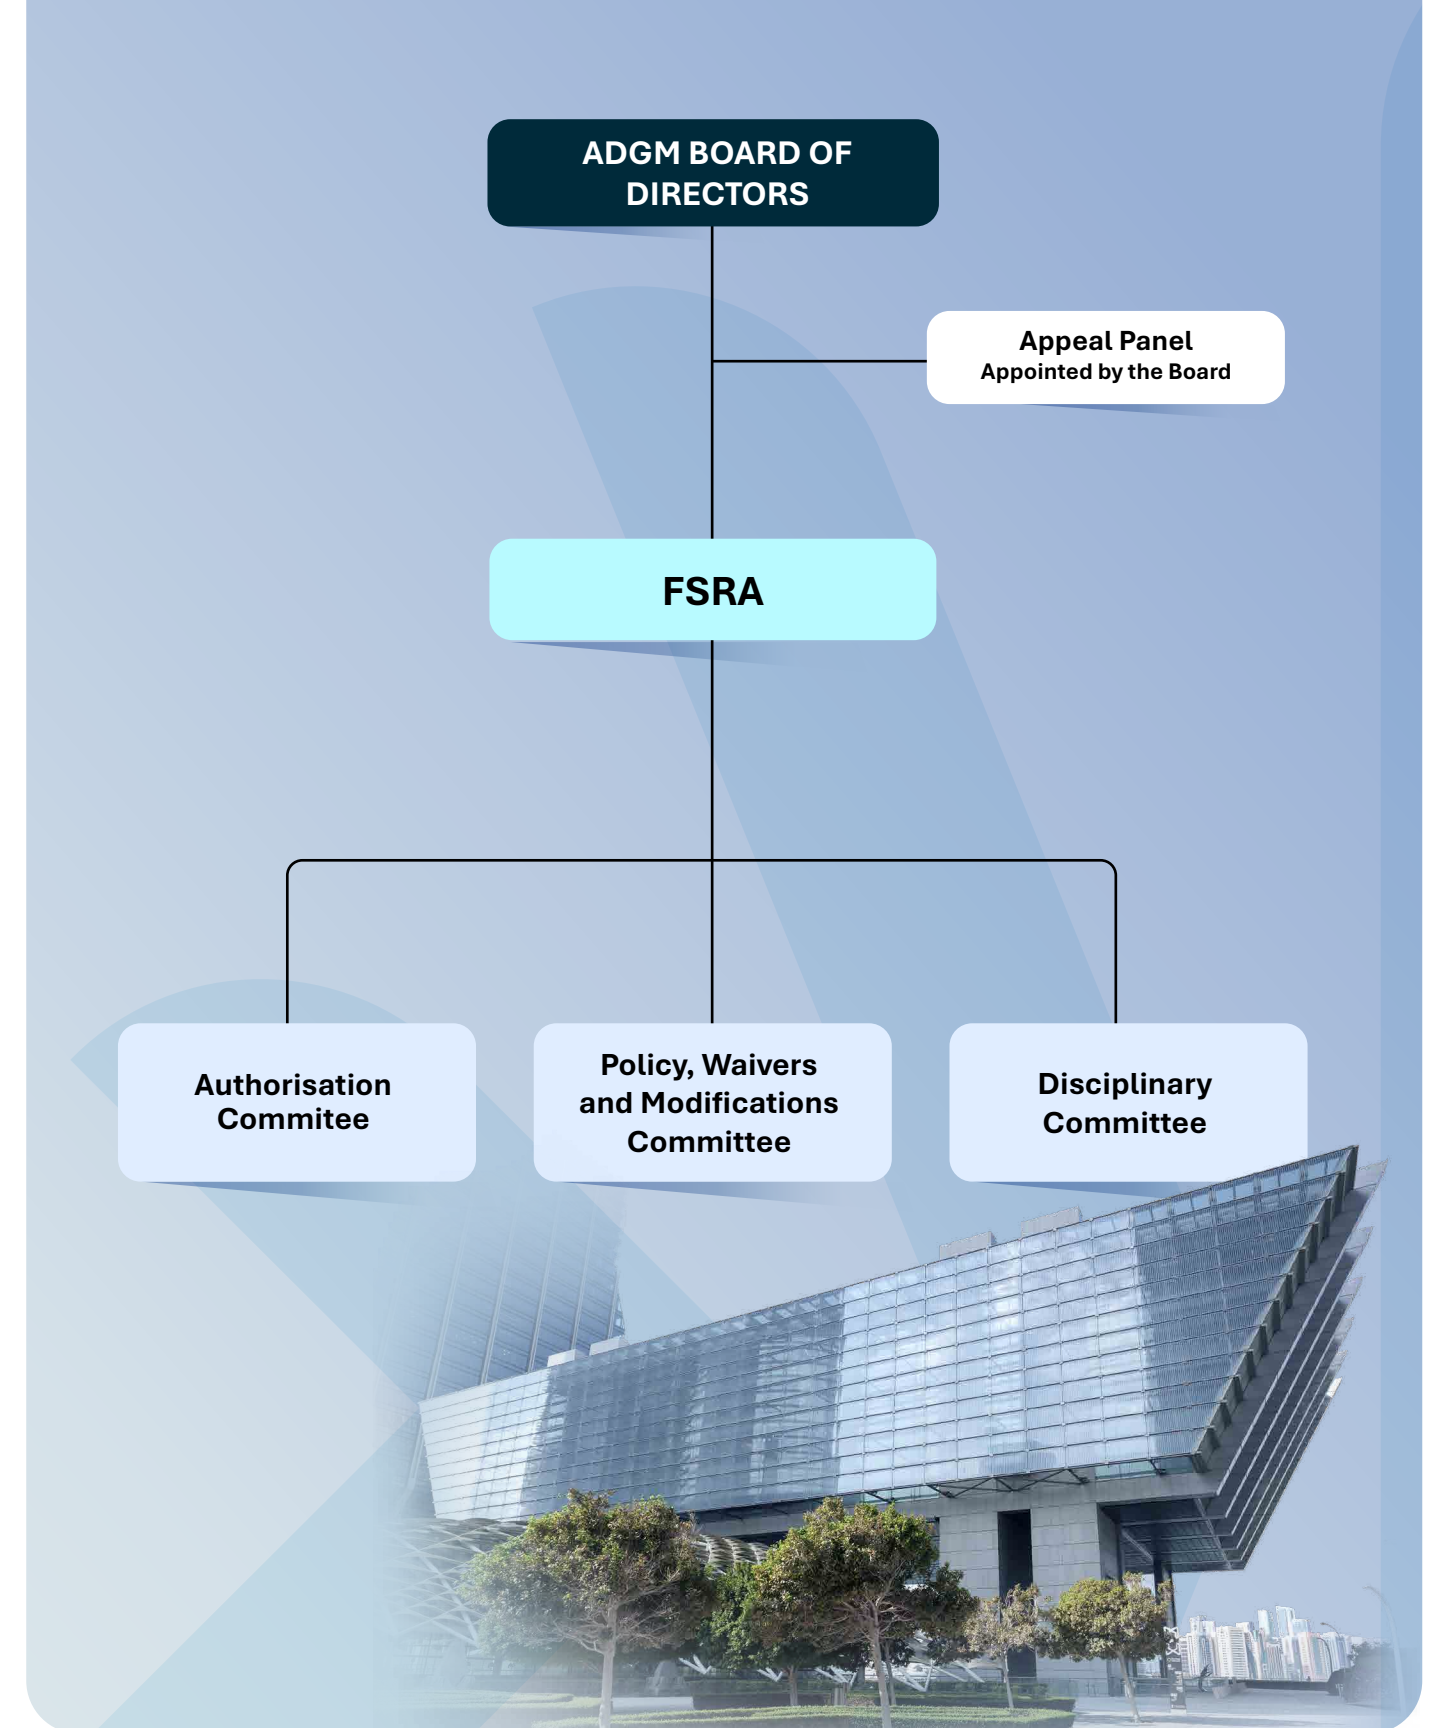 ADGM BOARD OF
DIRECTORS
Appeal Panel
Appointed by the Board
FSRA
Authorisation
Commitee
Policy, Waivers
and Modifications
Committee
Disciplinary
Committee